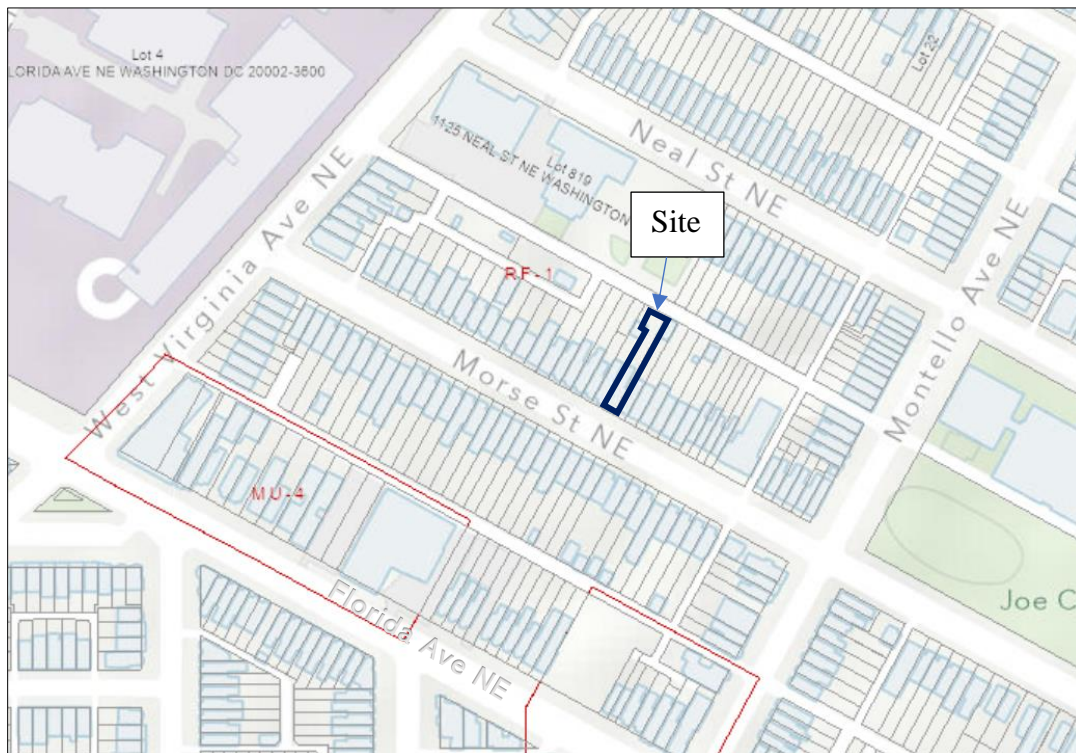 Lot 4
LORIDA AVE NE WASHINGTON DC 20002-3600
Lot 22
Neal St NE
Lot 819
1125 NEAL ST NE WASHINGTON
West Virginia Ave NE
Site
Montello Ave NE
RF-1
Morse St NE
MU-4
Joe C
Florida Ave NE